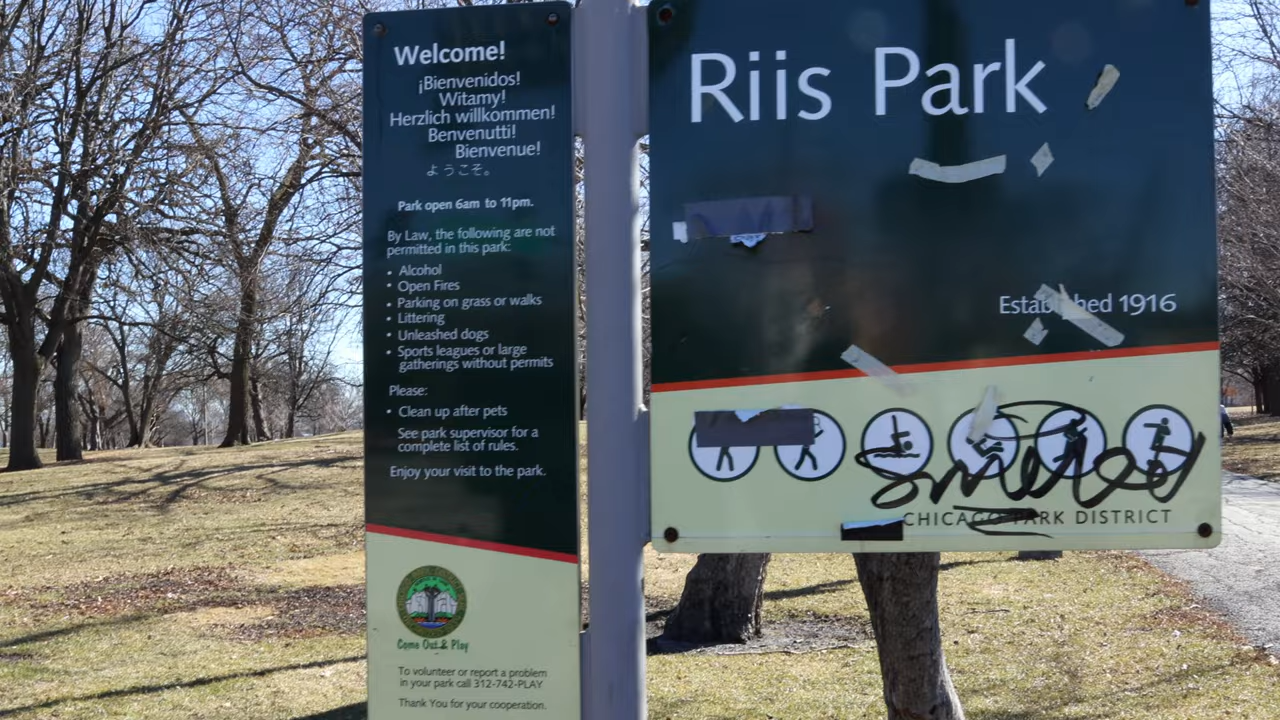 Welcome!
¡Bienvenidos!
Witamy!
Herzlich willkommen!
Benvenutti!
Bienvenue!
ようこそ。
Park open 6am to 11pm.
By Law, the following are not
permitted in this park:
• Alcohol
• Open Fires
• Parking on grass or walks
• Littering
• Unleashed dogs
• Sports leagues or large
gatherings without permits
Please:
• Clean up after pets
See park supervisor for a
complete list of rules.
Enjoy your visit to the park.
Come Out & Play
To volunteer or report a problem
in your park call 312-742-PLAY
Thank You for your cooperation.
Riis Park
1916
CHICAGO PARK DISTRICT